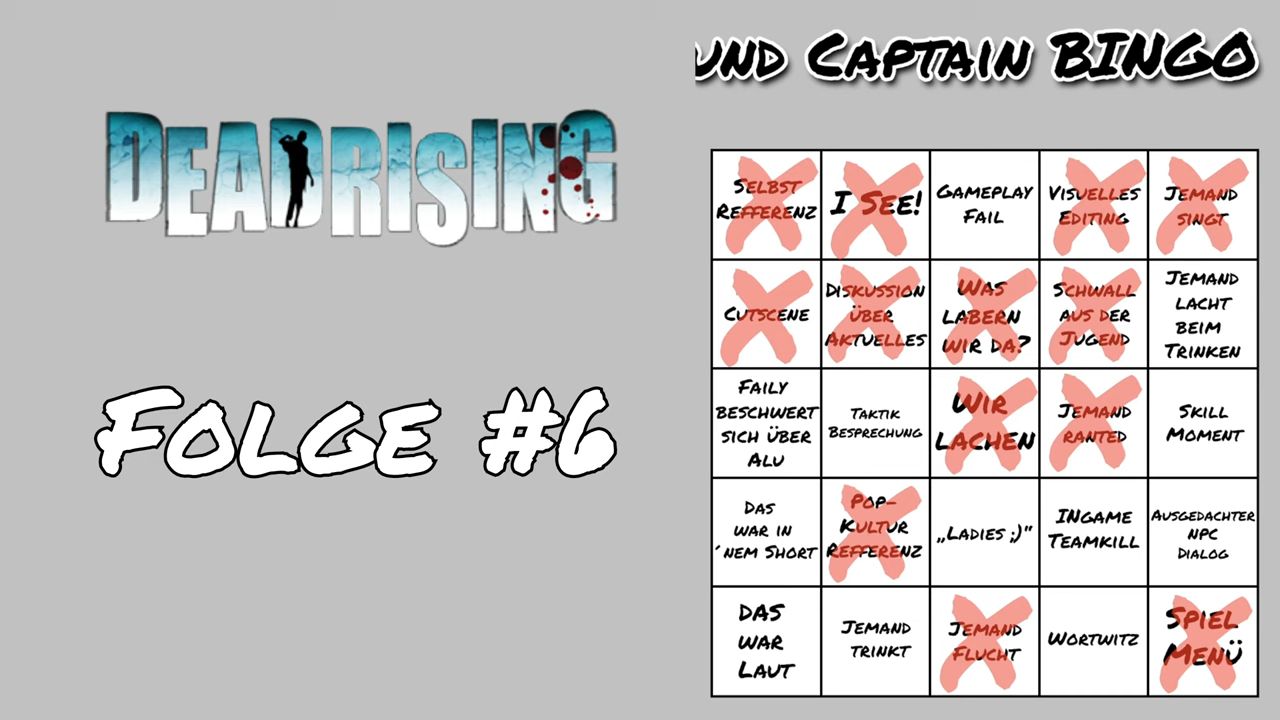 UND CAPTAIN BINGO
DEADRISING
FOLGE #6
SELBST
REFFERENZ
I SEE!
GAMEPLAY
FAIL
VISUELLES
EDITING
JEMAND
SINGT
CUTSCENE
DISKUSSION
ÜBER
AKTUELLES
WAS
LABERN
WIR DA?
SCHWALL
AUS DER
JUGEND
JEMAND
LACHT
BEIM
TRINKEN
FAILY
BESCHWERT
SICH ÜBER
ALU
TAKTIK
BESPRECHUNG
WIR
LACHEN
JEMAND
RANTED
SKILL
MOMENT
DAS
WAR IN
´NEM SHORT
POP-
KULTUR
REFFERENZ
„LADIES ;)"
INGAME
TEAMKILL
AUSGEDACHTER
NPC
DIALOG
DAS
WAR
LAUT
JEMAND
TRINKT
JEMAND
FLUCHT
WORTWITZ
SPIEL
MENÜ